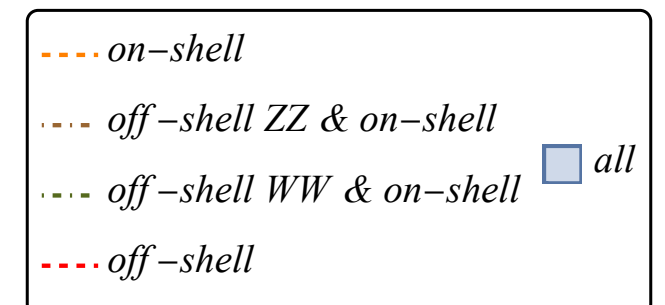 on–shell
off–shell ZZ & on–shell
off–shell WW & on–shell
off–shell
all